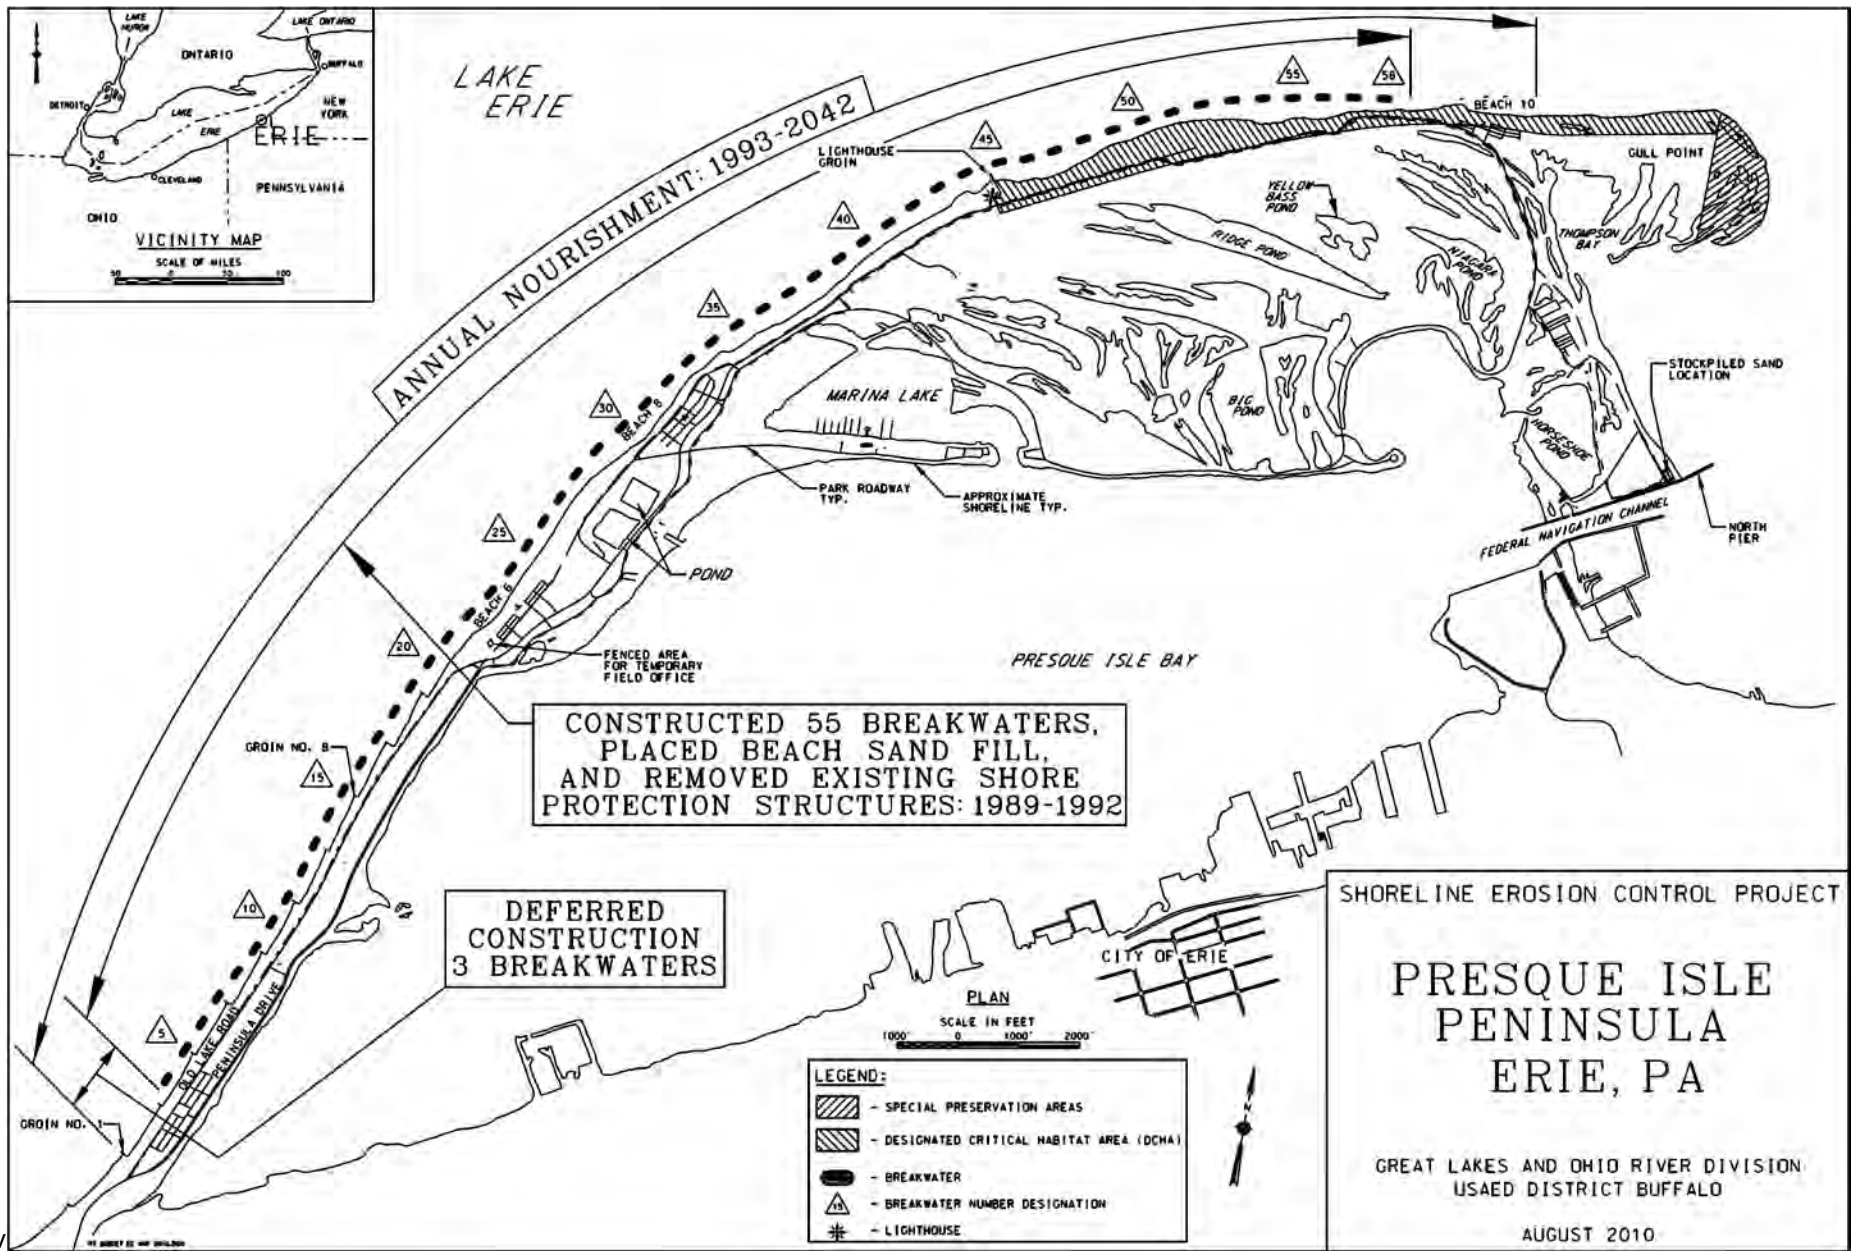 LAKE HURON
LAKE ONTARIO
ONTARIO
BUFFALO
DETROIT
NEW YORK
LAKE
ERIE
ERIE
CLEVELAND
PENNSYLVANIA
OHIO
VICINITY MAP
SCALE OF MILES
50 0 50 100
LAKE
ERIE
ANNUAL NOURISHMENT: 1993-2042
LIGHTHOUSE
GROIN
45
50
55
58
BEACH 10
GULL POINT
YELLOW
BASS
POND
RIDGE POND
NIAGARA
POND
THOMPSON
BAY
40
35
30
BEACH 8
MARINA LAKE
BIG
POND
HORSESHOE
POND
STOCKPILED SAND
LOCATION
PARK ROADWAY
TYP.
APPROXIMATE
SHORELINE TYP.
FEDERAL NAVIGATION CHANNEL
NORTH
PIER
25
POND
BEACH 6
20
FENCED AREA
FOR TEMPORARY
FIELD OFFICE
PRESQUE ISLE BAY
GROIN NO. 8
15
CONSTRUCTED 55 BREAKWATERS,
PLACED BEACH SAND FILL,
AND REMOVED EXISTING SHORE
PROTECTION STRUCTURES: 1989-1992
10
DEFERRED
CONSTRUCTION
3 BREAKWATERS
5
OLD LAKE ROAD
PENINSULA DRIVE
GROIN NO. 1
CITY OF ERIE
PLAN
SCALE IN FEET
1000' 0 1000' 2000'
LEGEND:
- SPECIAL PRESERVATION AREAS
- DESIGNATED CRITICAL HABITAT AREA (DCHA)
- BREAKWATER
15 - BREAKWATER NUMBER DESIGNATION
- LIGHTHOUSE
N
SHORELINE EROSION CONTROL PROJECT
PRESQUE ISLE
PENINSULA
ERIE, PA
GREAT LAKES AND OHIO RIVER DIVISION
USAED DISTRICT BUFFALO
AUGUST 2010